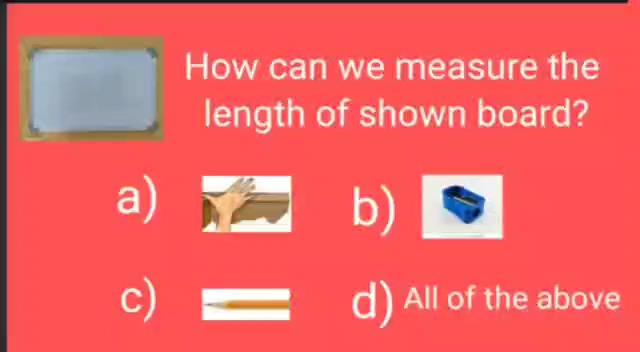 How can we measure the
length of shown board?
a)
b)
c)
d) All of the above